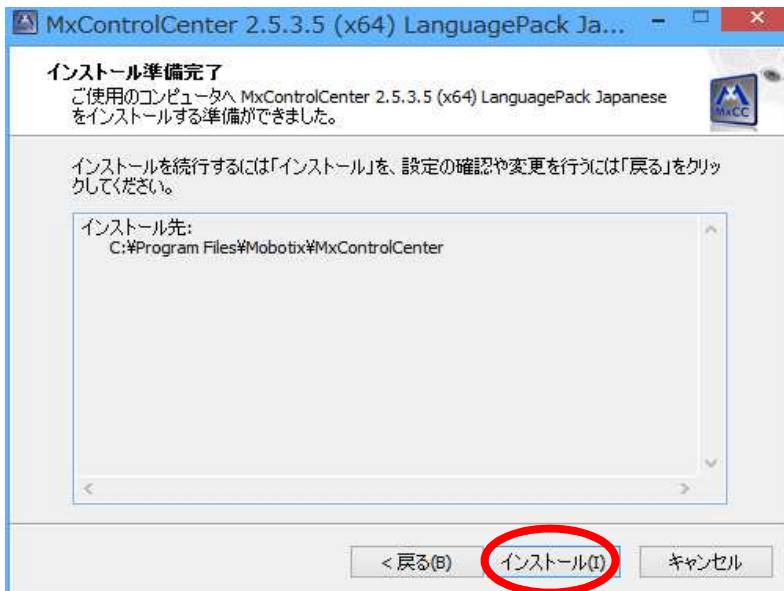 MxControlCenter 2.5.3.5 (x64) LanguagePack Ja...
インストール準備完了
ご使用のコンピュータへ MxControlCenter 2.5.3.5 (x64) LanguagePack Japanese
をインストールする準備ができました。
MxCC
インストールを続行するには「インストール」を、設定の確認や変更を行うには「戻る」をクリッ
クしてください。
インストール先:
C:¥Program Files¥Mobotix¥MxControlCenter
< 戻る(B)
インストール(I)
キャンセル